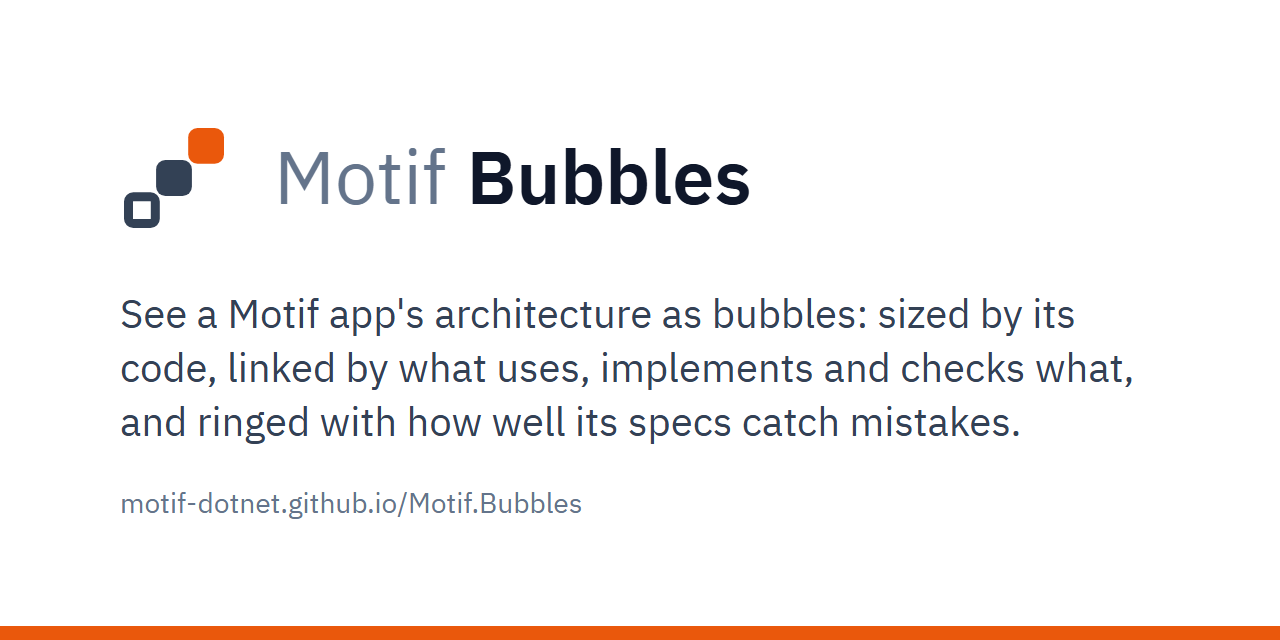 Motif Bubbles
See a Motif app's architecture as bubbles: sized by its
code, linked by what uses, implements and checks what,
and ringed with how well its specs catch mistakes.
motif-dotnet.github.io/Motif.Bubbles